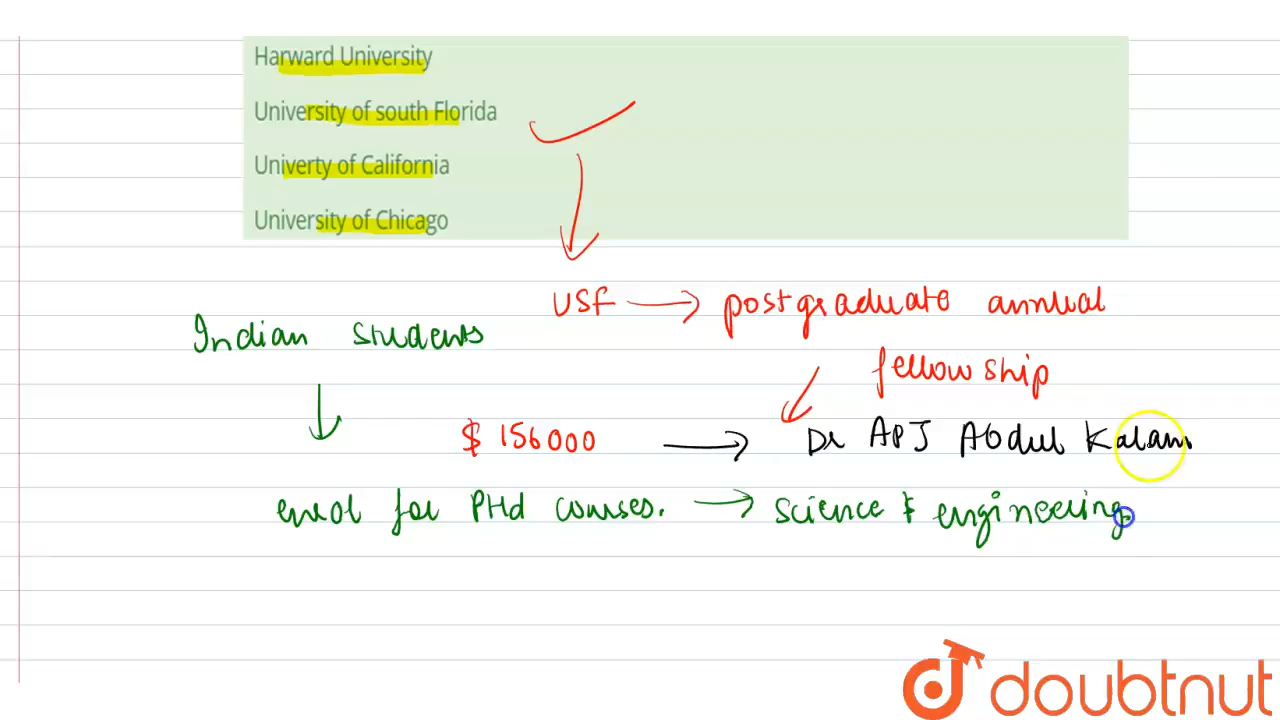 Harward University
University of south Florida
Univerty of California
University of Chicago
USF → postgraduate annual
Indian Students
fellowship
$ 156000 → Dr APJ Abdul Kalam
enrol for PHd courses. → science & engineering
doubtnut